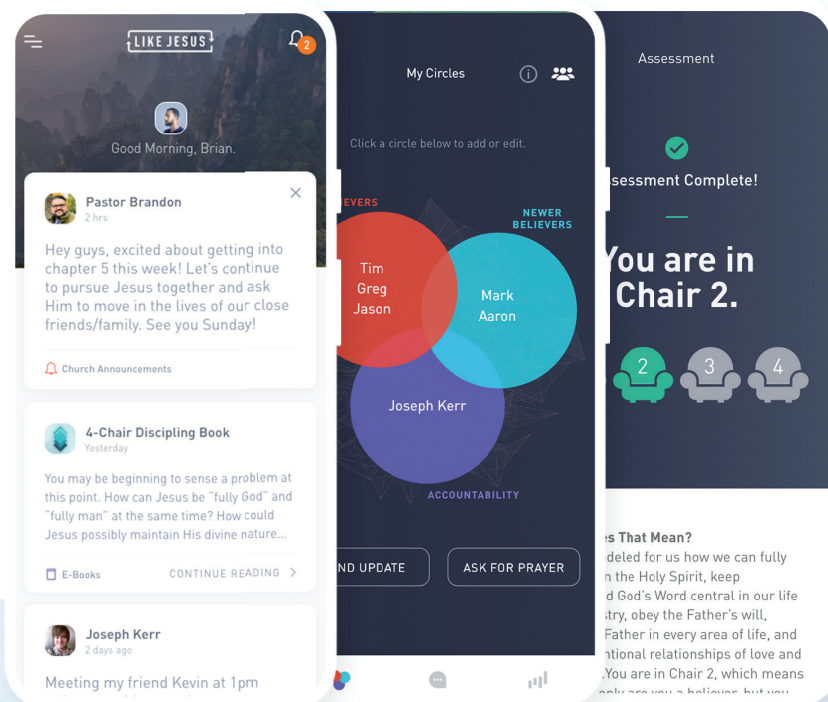 LIKE JESUS
2
Good Morning, Brian.
Pastor Brandon
2 hrs
Hey guys, excited about getting into
chapter 5 this week! Let's continue
to pursue Jesus together and ask
Him to move in the lives of our close
friends/family. See you Sunday!
Church Announcements
4-Chair Discipling Book
Yesterday
You may be beginning to sense a problem at
this point. How can Jesus be "fully God" and
"fully man" at the same time? How could
Jesus possibly maintain His divine nature...
E-Books
CONTINUE READING >
Joseph Kerr
2 days ago
Meeting my friend Kevin at 1pm
My Circles
Click a circle below to add or edit.
IEVERS
NEWER
BELIEVERS
Tim
Greg
Jason
Mark
Aaron
Joseph Kerr
ACCOUNTABILITY
ND UPDATE
ASK FOR PRAYER
Assessment
sessment Complete!
You are in
Chair 2.
2
3
4
es That Mean?
deled for us how we can fully
n the Holy Spirit, keep
d God's Word central in our life
stry, obey the Father's will,
Father in every area of life, and
ntional relationships of love and
.You are in Chair 2, which means
only are you a believer, but you